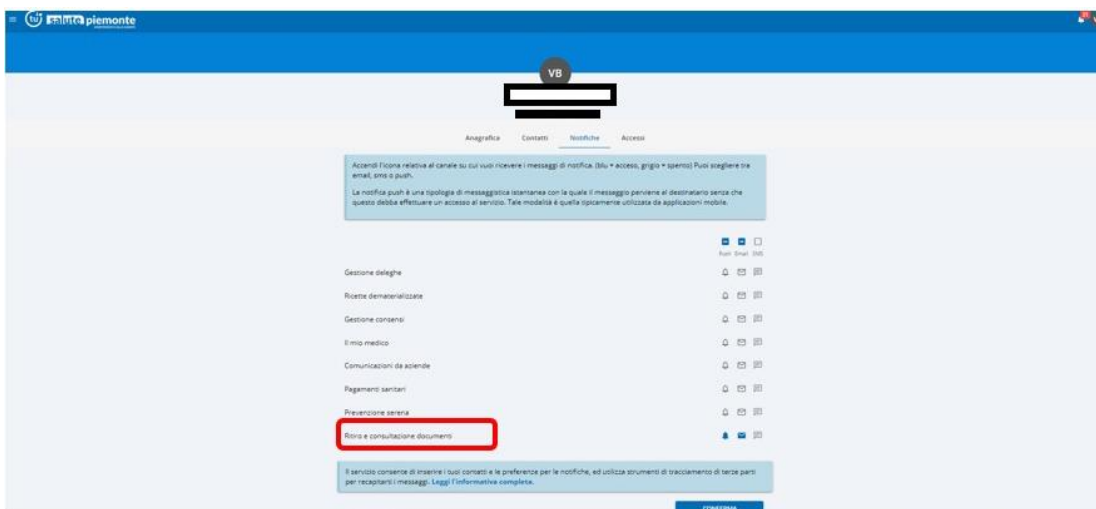 tu salute piemonte
VB
Anagrafica Contatti Notifiche Accessi
Accendi l'icona relativa al canale su cui vuoi ricevere i messaggi di notifica. (blu = acceso, grigio = spento) Puoi scegliere tra
email, sms o push.
La notifica push è una tipologia di messaggistica istantanea con la quale il messaggio perviene al destinatario senza che
questo debba effettuare un accesso al servizio. Tale modalità è quella tipicamente utilizzata da applicazioni mobile.
Push Email SMS
Gestione deleghe
Ricette dematerializzate
Gestione consensi
Il mio medico
Comunicazioni da aziende
Pagamenti sanitari
Prevenzione serena
Ritiro e consultazione documenti
Il servizio consente di inserire i tuoi contatti e le preferenze per le notifiche, ed utilizza strumenti di tracciamento di terze parti
per recapitarti i messaggi. Leggi l'informativa completa.
CONFERMA